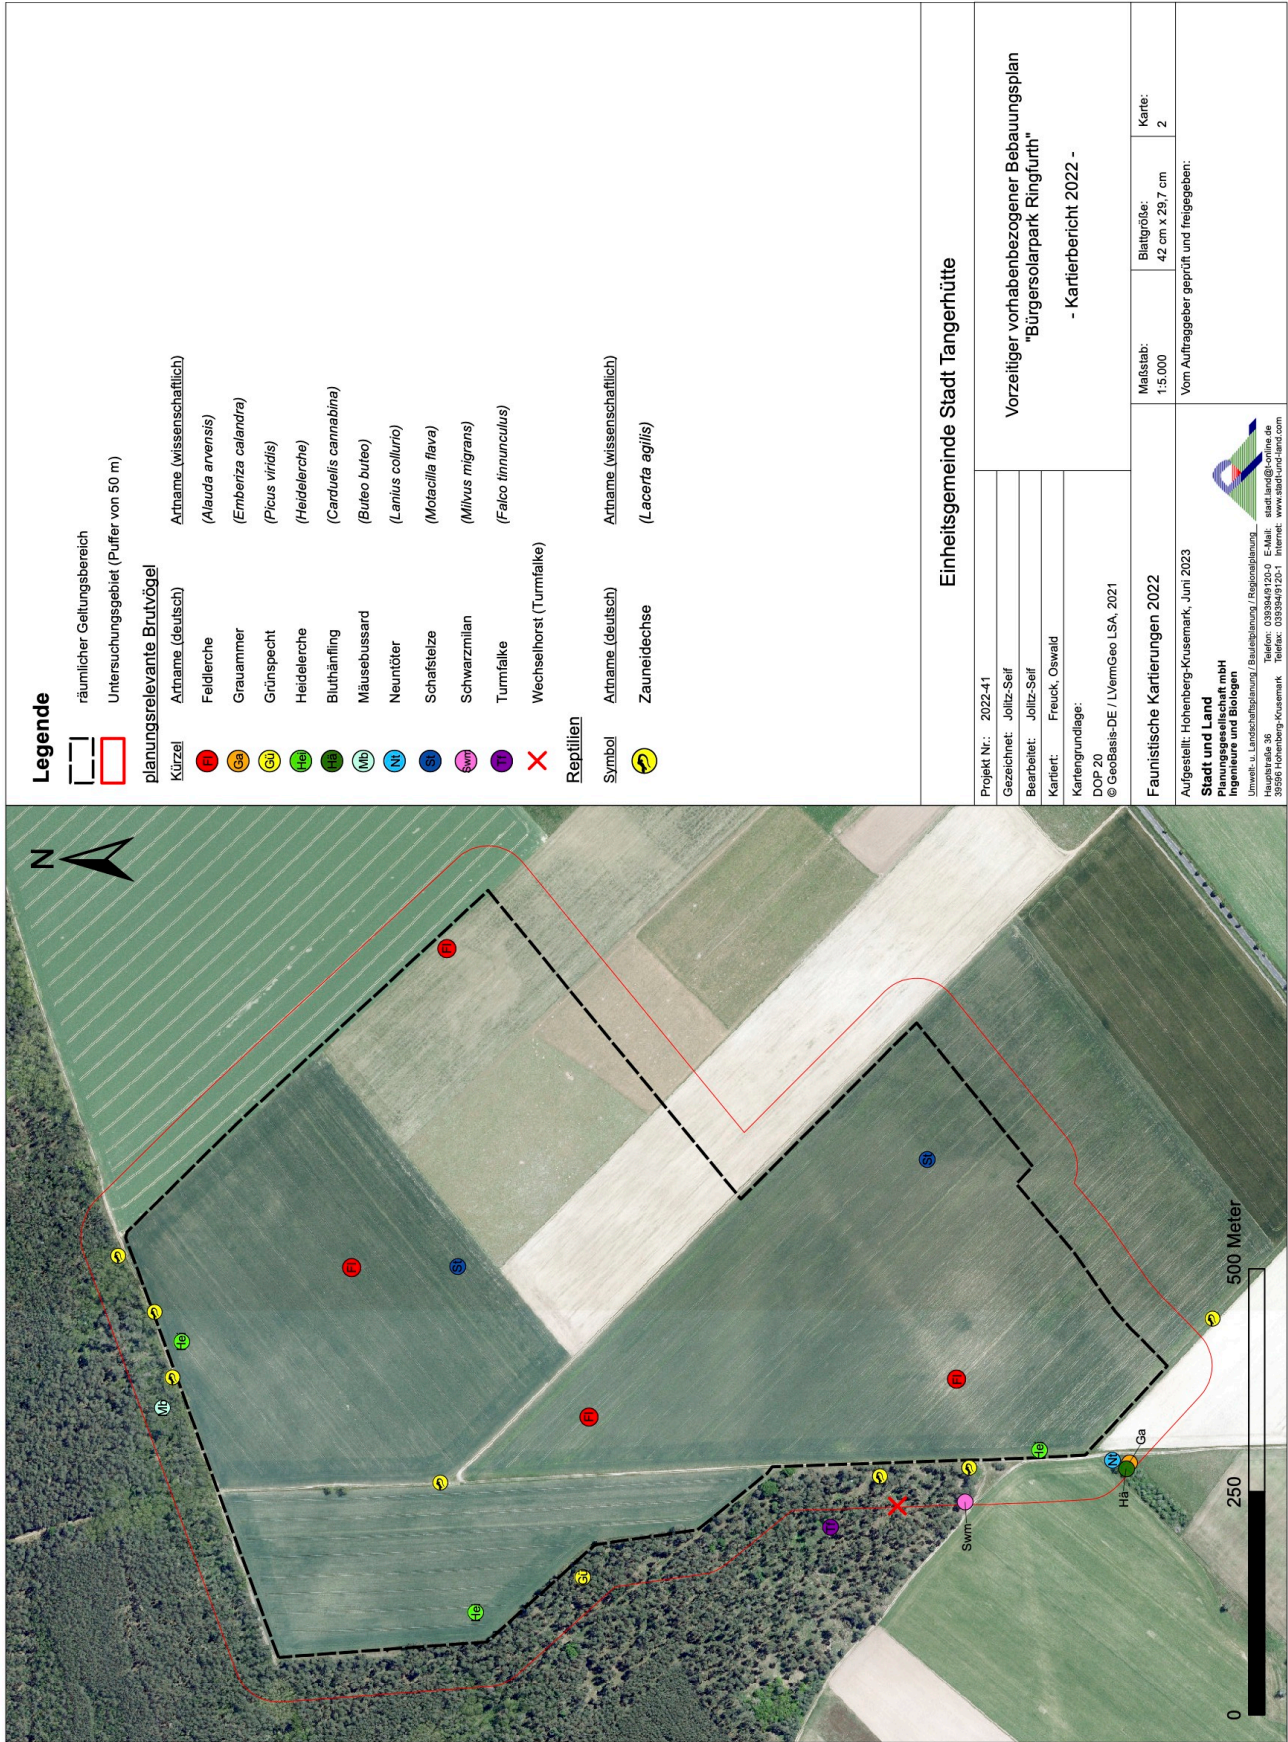 N
Fl
Fl
Fl
Fl
St
St
Hei
Hei
Hei
Mb
Gü
Tf
Swm
Nt
Hä
Ga
0
250
500 Meter
Legende
räumlicher Geltungsbereich
Untersuchungsgebiet (Puffer von 50 m)
planungsrelevante Brutvögel
Kürzel Artname (deutsch) Artname (wissenschaftlich)
Fl Feldlerche (Alauda arvensis)
Ga Grauammer (Emberiza calandra)
Gü Grünspecht (Picus viridis)
Hei Heidelerche (Heidelerche)
Hä Bluthänfling (Carduelis cannabina)
Mb Mäusebussard (Buteo buteo)
Nt Neuntöter (Lanius collurio)
St Schafstelze (Motacilla flava)
Swm Schwarzmilan (Milvus migrans)
Tf Turmfalke (Falco tinnunculus)
Wechselhorst (Turmfalke)
Reptilien
Symbol Artname (deutsch) Artname (wissenschaftlich)
Zauneidechse (Lacerta agilis)
Einheitsgemeinde Stadt Tangerhütte
Projekt Nr.: 2022-41
Gezeichnet: Jolitz-Seif
Bearbeitet: Jolitz-Seif
Kartiert: Freuck, Oswald
Kartengrundlage:
DOP 20
© GeoBasis-DE / LVermGeo LSA, 2021
Vorzeitiger vorhabenbezogener Bebauungsplan
"Bürgersolarpark Ringfurth"
- Kartierbericht 2022 -
Faunistische Kartierungen 2022
Maßstab:
1:5.000
Blattgröße:
42 cm x 29,7 cm
Karte:
2
Aufgestellt: Hohenberg-Krusemark, Juni 2023
Stadt und Land
Planungsgesellschaft mbH
Ingenieure und Biologen
Umwelt- u. Landschaftsplanung / Bauleitplanung / Regionalplanung
Hauptstraße 36 Telefon: 039394/9120-0 E-Mail: stadt.land@t-online.de
39596 Hohenberg-Krusemark Telefax: 039394/9120-1 Internet: www.stadt-und-land.com
Vom Auftraggeber geprüft und freigegeben: